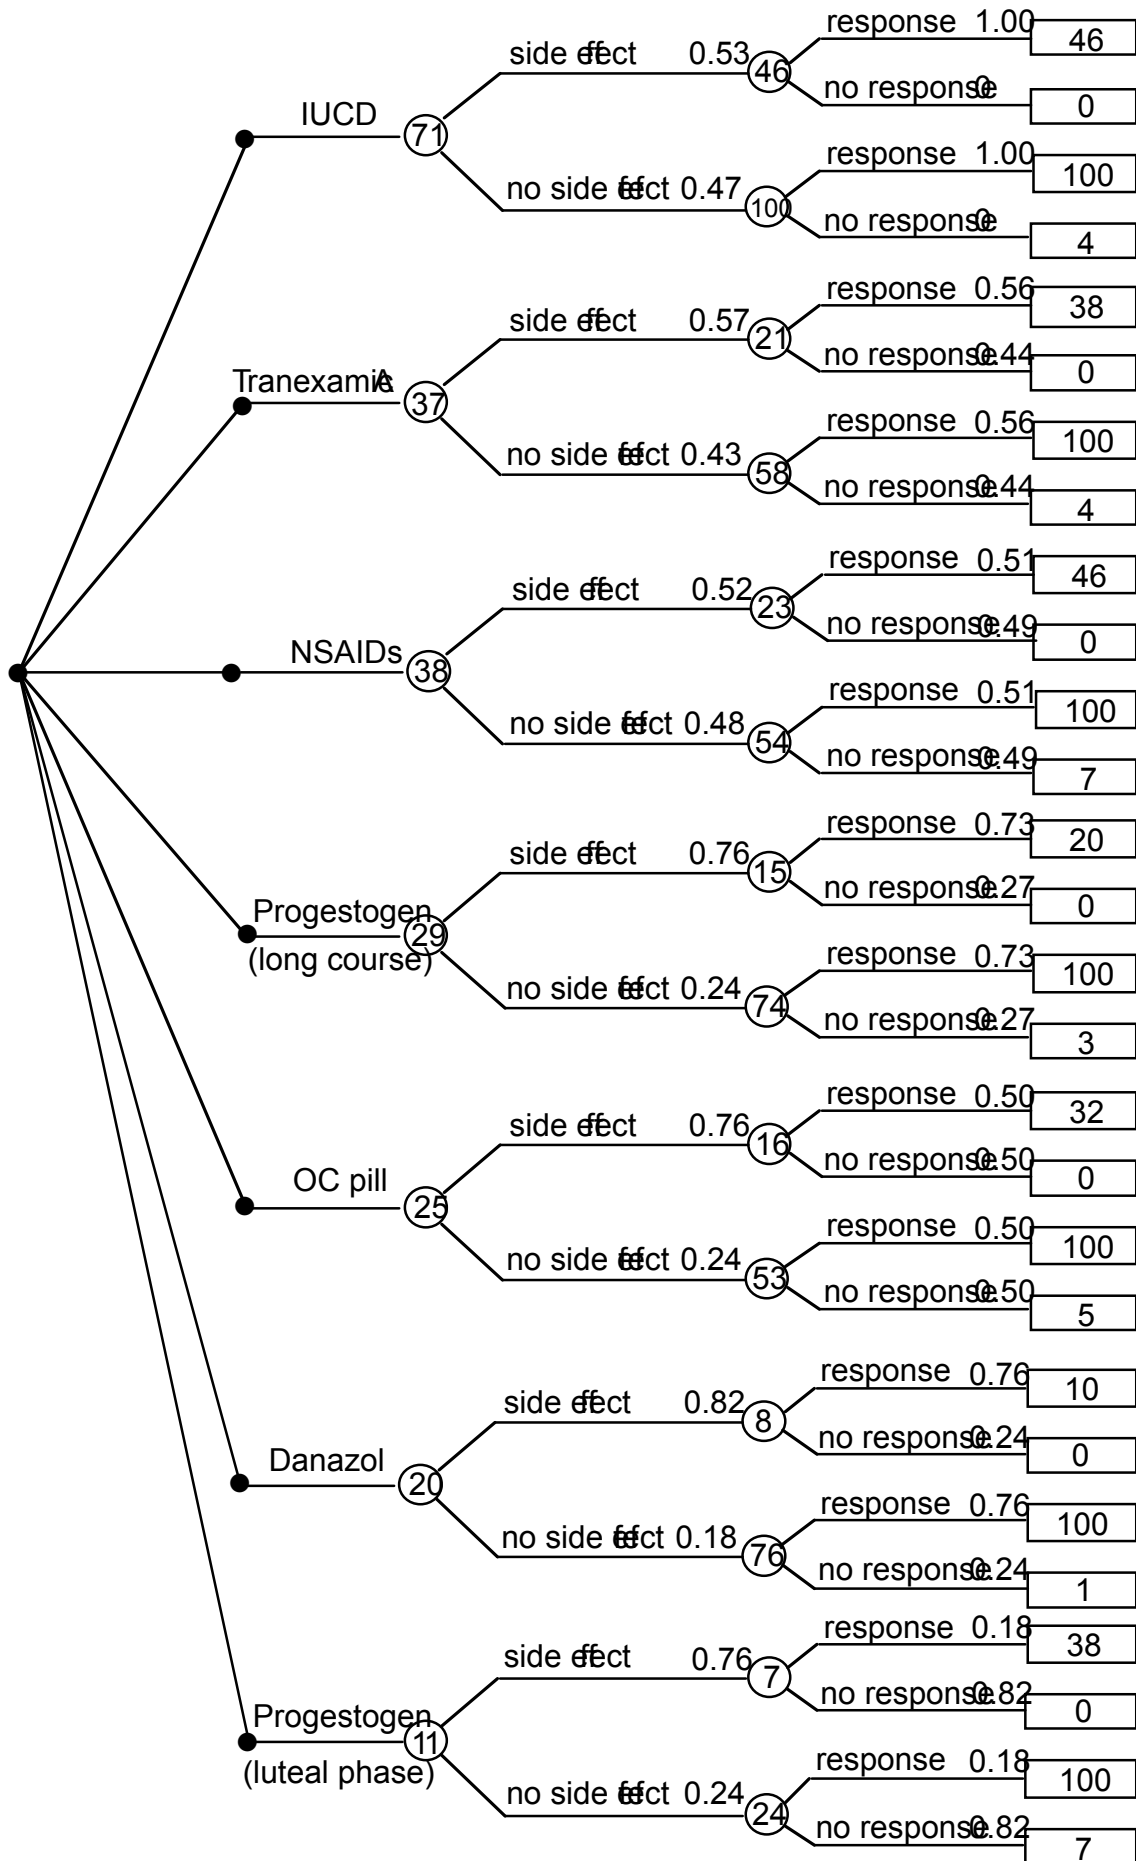 response 1.00 46
side effect 0.53 46
no response 0 0
IUCD 71
response 1.00 100
no side effect 0.47 100
no response 0 4
response 0.56 38
side effect 0.57 21
no response 0.44 0
Tranexamic A 37
response 0.56 100
no side effect 0.43 58
no response 0.44 4
response 0.51 46
side effect 0.52 23
no response 0.49 0
NSAIDs 38
response 0.51 100
no side effect 0.48 54
no response 0.49 7
response 0.73 20
side effect 0.76 15
no response 0.27 0
Progestogen 29
(long course)
response 0.73 100
no side effect 0.24 74
no response 0.27 3
response 0.50 32
side effect 0.76 16
no response 0.50 0
OC pill 25
response 0.50 100
no side effect 0.24 53
no response 0.50 5
response 0.76 10
side effect 0.82 8
no response 0.24 0
Danazol 20
response 0.76 100
no side effect 0.18 76
no response 0.24 1
response 0.18 38
side effect 0.76 7
no response 0.82 0
Progestogen 11
(luteal phase)
response 0.18 100
no side effect 0.24 24
no response 0.82 7